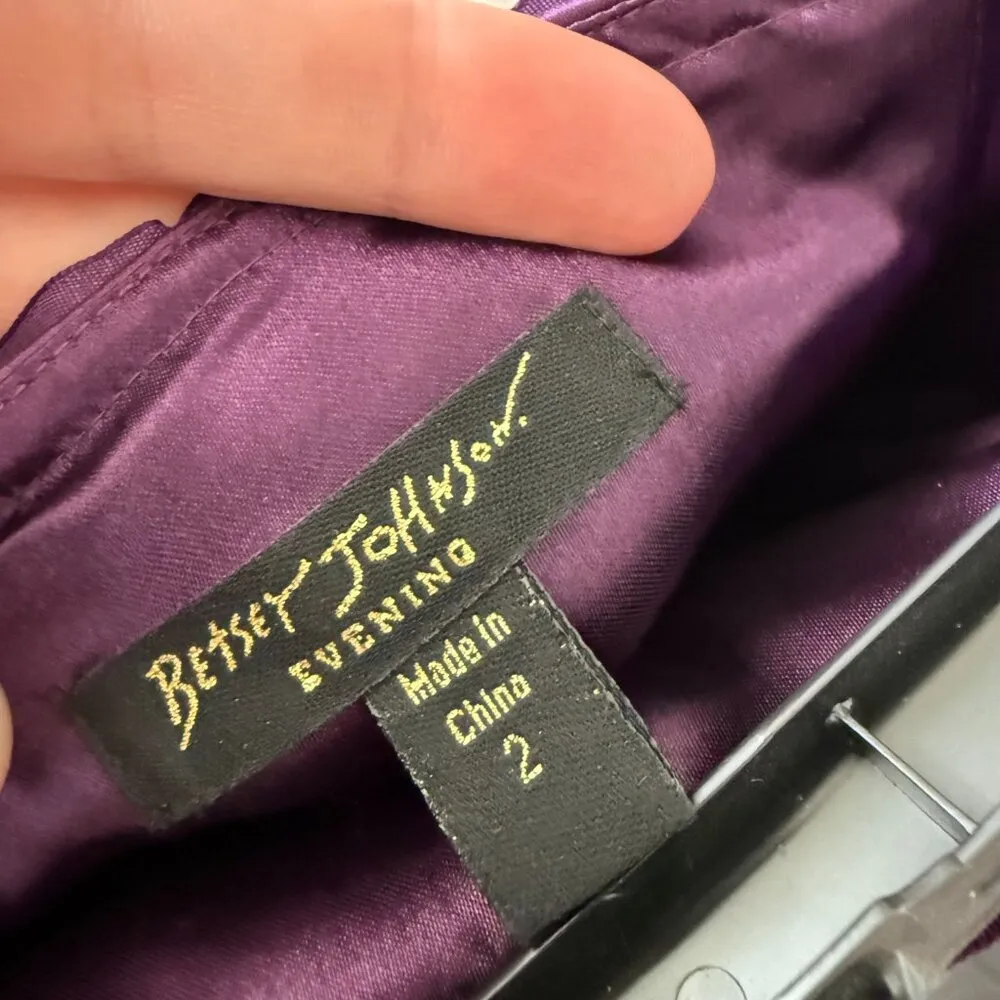 Betsey Johnson.
EVENING
Made in
China
2